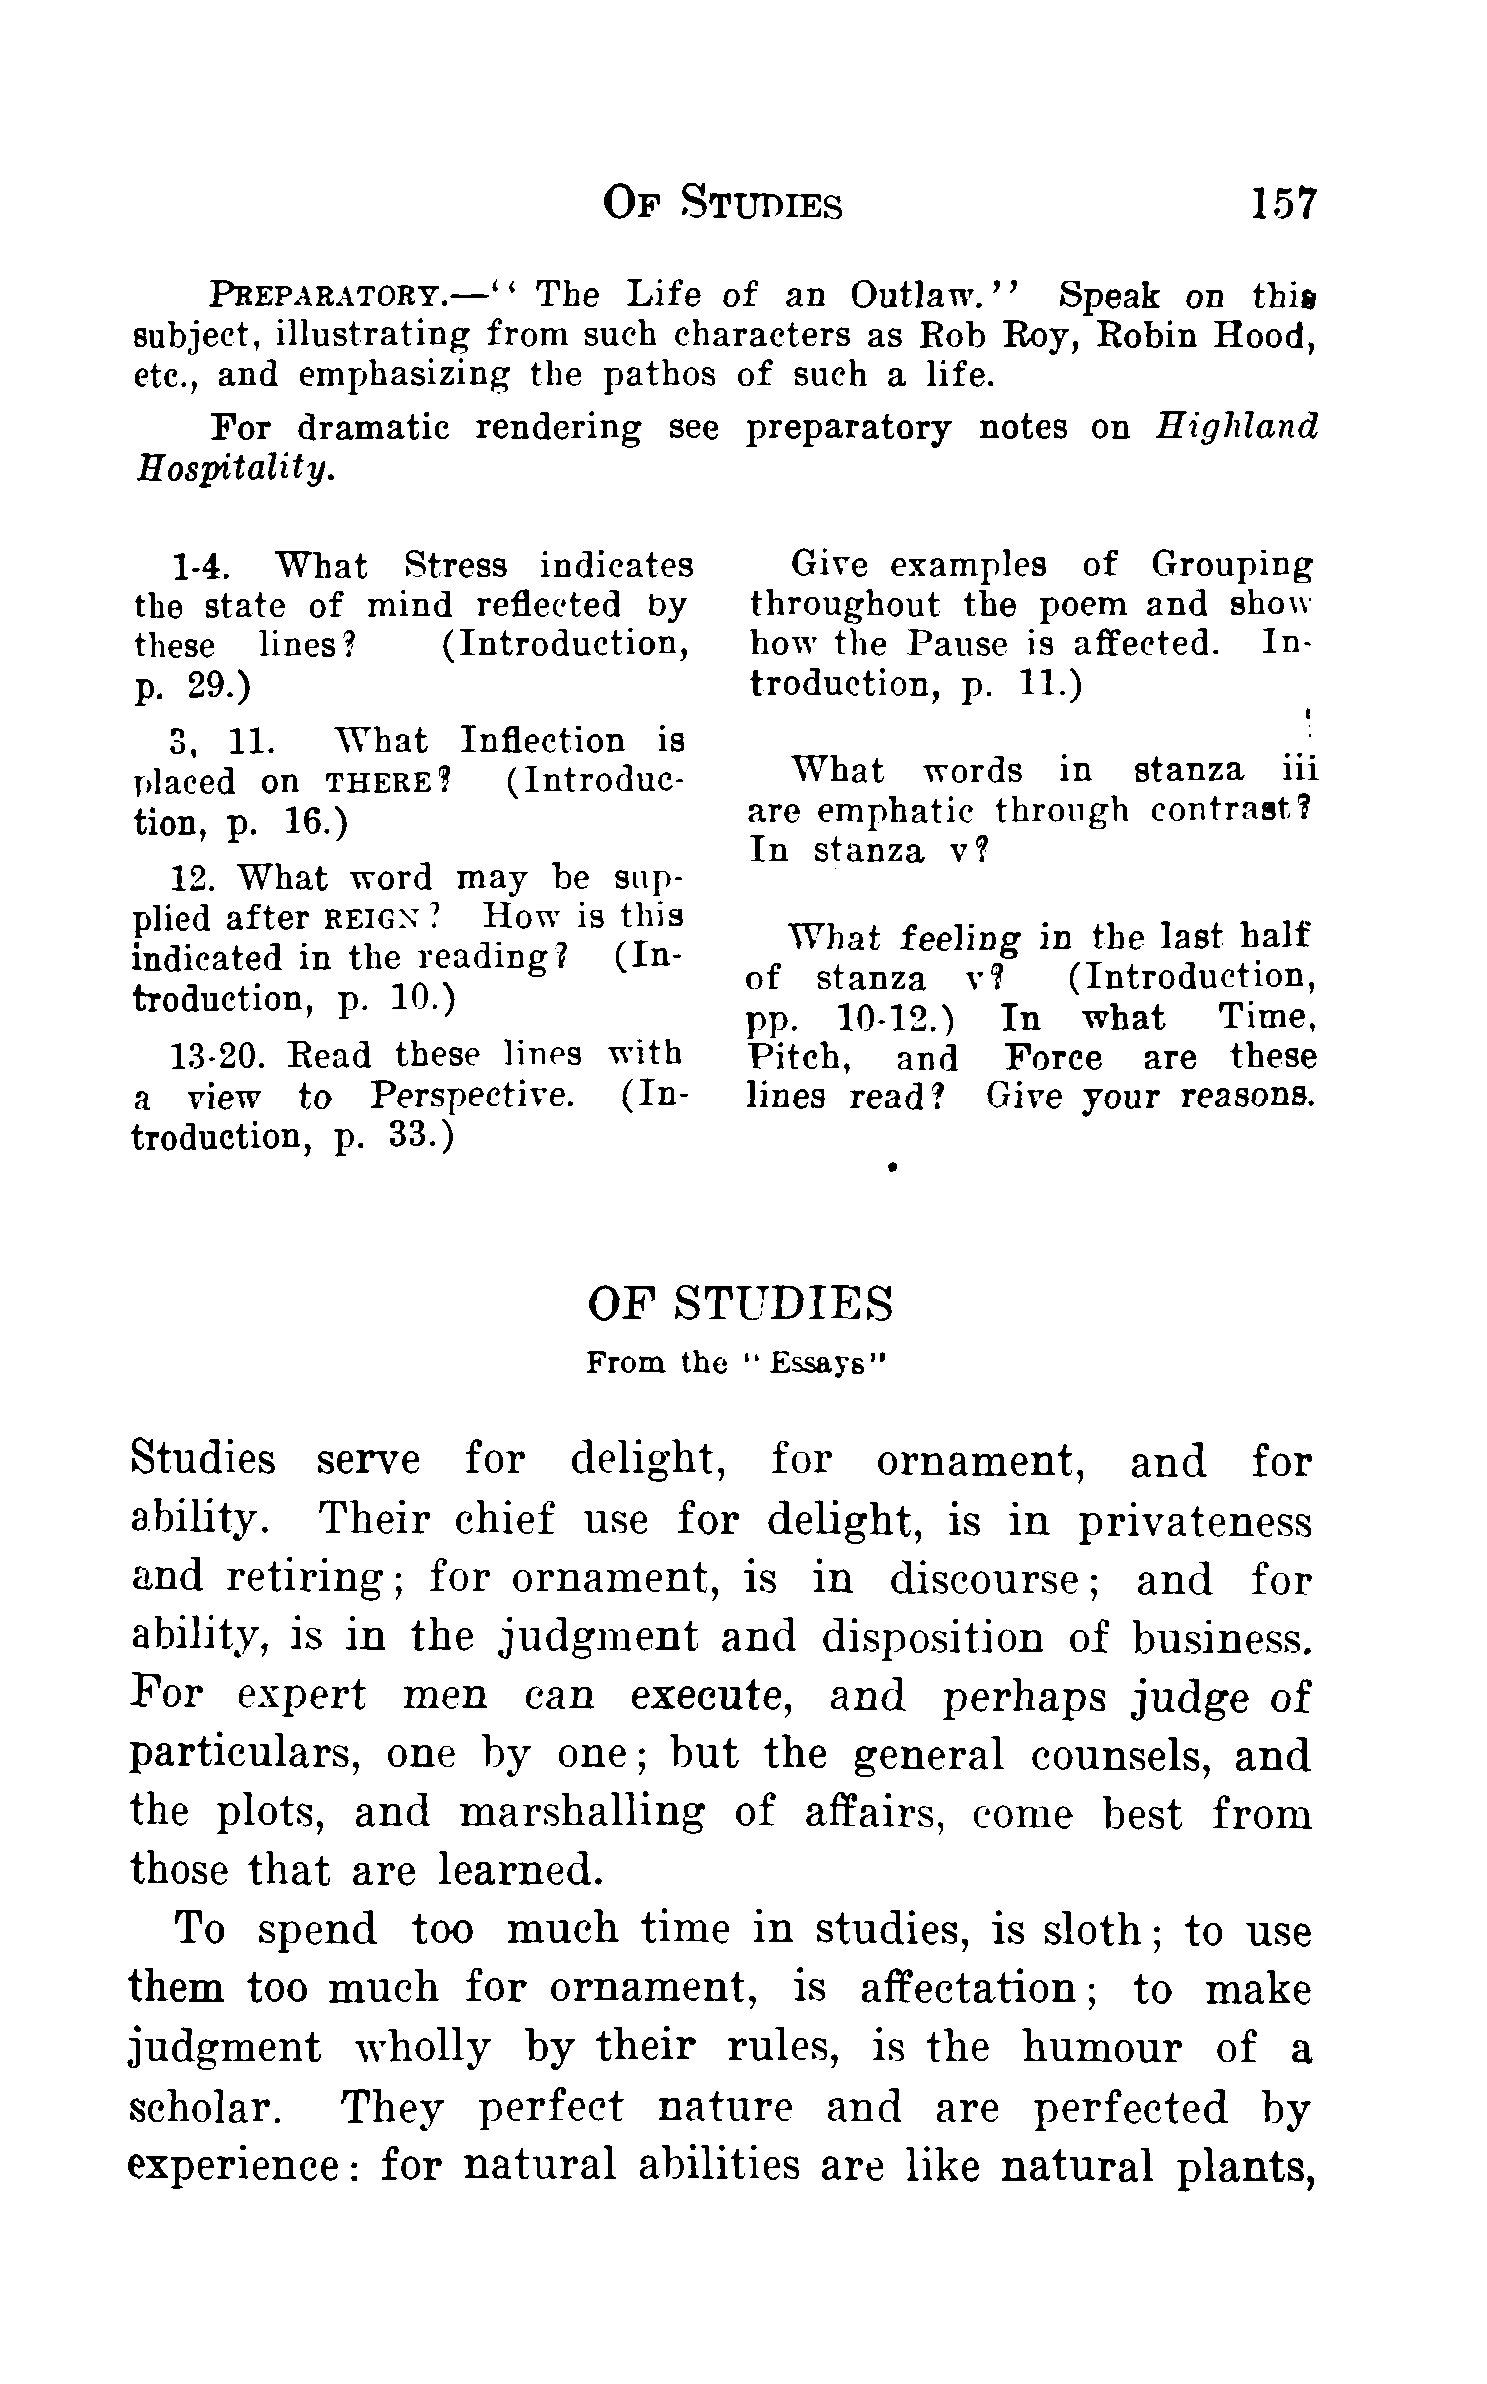 OF STUDIES 157
PREPARATORY.—“ The Life of an Outlaw.” Speak on this
subject, illustrating from such characters as Rob Roy, Robin Hood,
etc., and emphasizing the pathos of such a life.
For dramatic rendering see preparatory notes on Highland
Hospitality.
1-4. What Stress indicates
the state of mind reflected by
these lines? (Introduction,
p. 29.)
3, 11. What Inflection is
placed on THERE? (Introduc-
tion, p. 16.)
12. What word may be sup-
plied after REIGN? How is this
indicated in the reading? (In-
troduction, p. 10.)
13-20. Read these lines with
a view to Perspective. (In-
troduction, p. 33.)
Give examples of Grouping
throughout the poem and show
how the Pause is affected. In-
troduction, p. 11.)
What words in stanza iii
are emphatic through contrast?
In stanza v?
What feeling in the last half
of stanza v? (Introduction,
pp. 10-12.) In what Time,
Pitch, and Force are these
lines read? Give your reasons.
OF STUDIES
From the “ Essays”
Studies serve for delight, for ornament, and for
ability. Their chief use for delight, is in privateness
and retiring; for ornament, is in discourse; and for
ability, is in the judgment and disposition of business.
For expert men can execute, and perhaps judge of
particulars, one by one; but the general counsels, and
the plots, and marshalling of affairs, come best from
those that are learned.
To spend too much time in studies, is sloth; to use
them too much for ornament, is affectation; to make
judgment wholly by their rules, is the humour of a
scholar. They perfect nature and are perfected by
experience: for natural abilities are like natural plants,